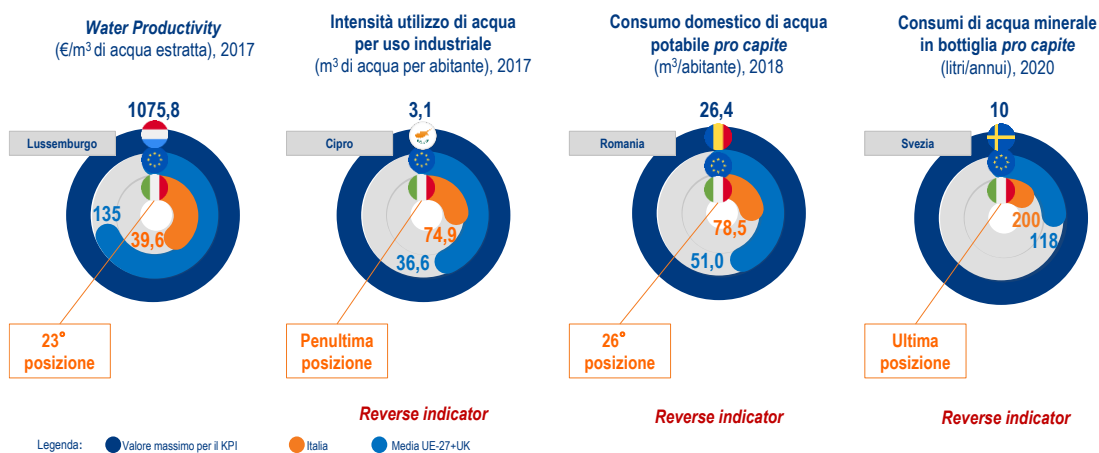 Water Productivity
(€/m³ di acqua estratta), 2017
1075,8
Lussemburgo
135
39,6
23°
posizione
Intensità utilizzo di acqua
per uso industriale
(m³ di acqua per abitante), 2017
3,1
Cipro
74,9
36,6
Penultima
posizione
Reverse indicator
Consumo domestico di acqua
potabile pro capite
(m³/abitante), 2018
26,4
Romania
78,5
51,0
26°
posizione
Reverse indicator
Consumi di acqua minerale
in bottiglia pro capite
(litri/annui), 2020
10
Svezia
200
118
Ultima
posizione
Reverse indicator
Legenda:
Valore massimo per il KPI
Italia
Media UE-27+UK